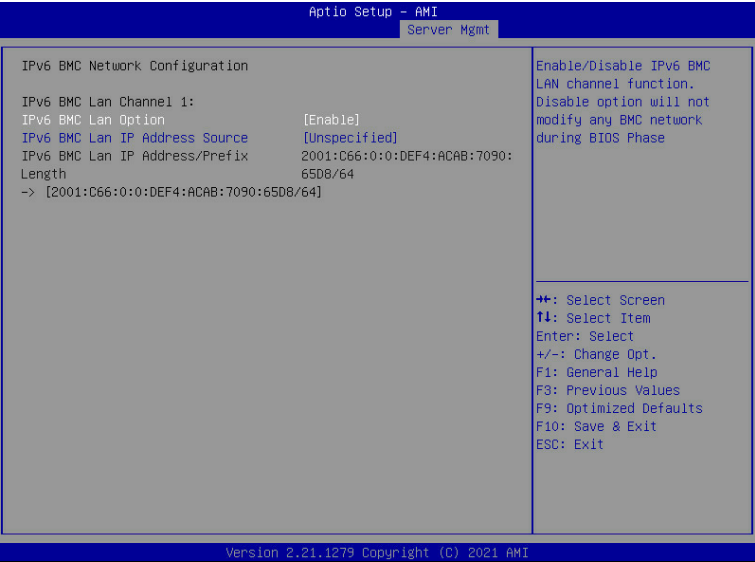 Aptio Setup – AMI
Server Mgmt
IPv6 BMC Network Configuration
IPv6 BMC Lan Channel 1:
IPv6 BMC Lan Option [Enable]
IPv6 BMC Lan IP Address Source [Unspecified]
IPv6 BMC Lan IP Address/Prefix 2001:C66:0:0:DEF4:ACAB:7090:
Length 65D8/64
-> [2001:C66:0:0:DEF4:ACAB:7090:65D8/64]
Enable/Disable IPv6 BMC
LAN channel function.
Disable option will not
modify any BMC network
during BIOS Phase
→←: Select Screen
↑↓: Select Item
Enter: Select
+/-: Change Opt.
F1: General Help
F3: Previous Values
F9: Optimized Defaults
F10: Save & Exit
ESC: Exit
Version 2.21.1279 Copyright (C) 2021 AMI